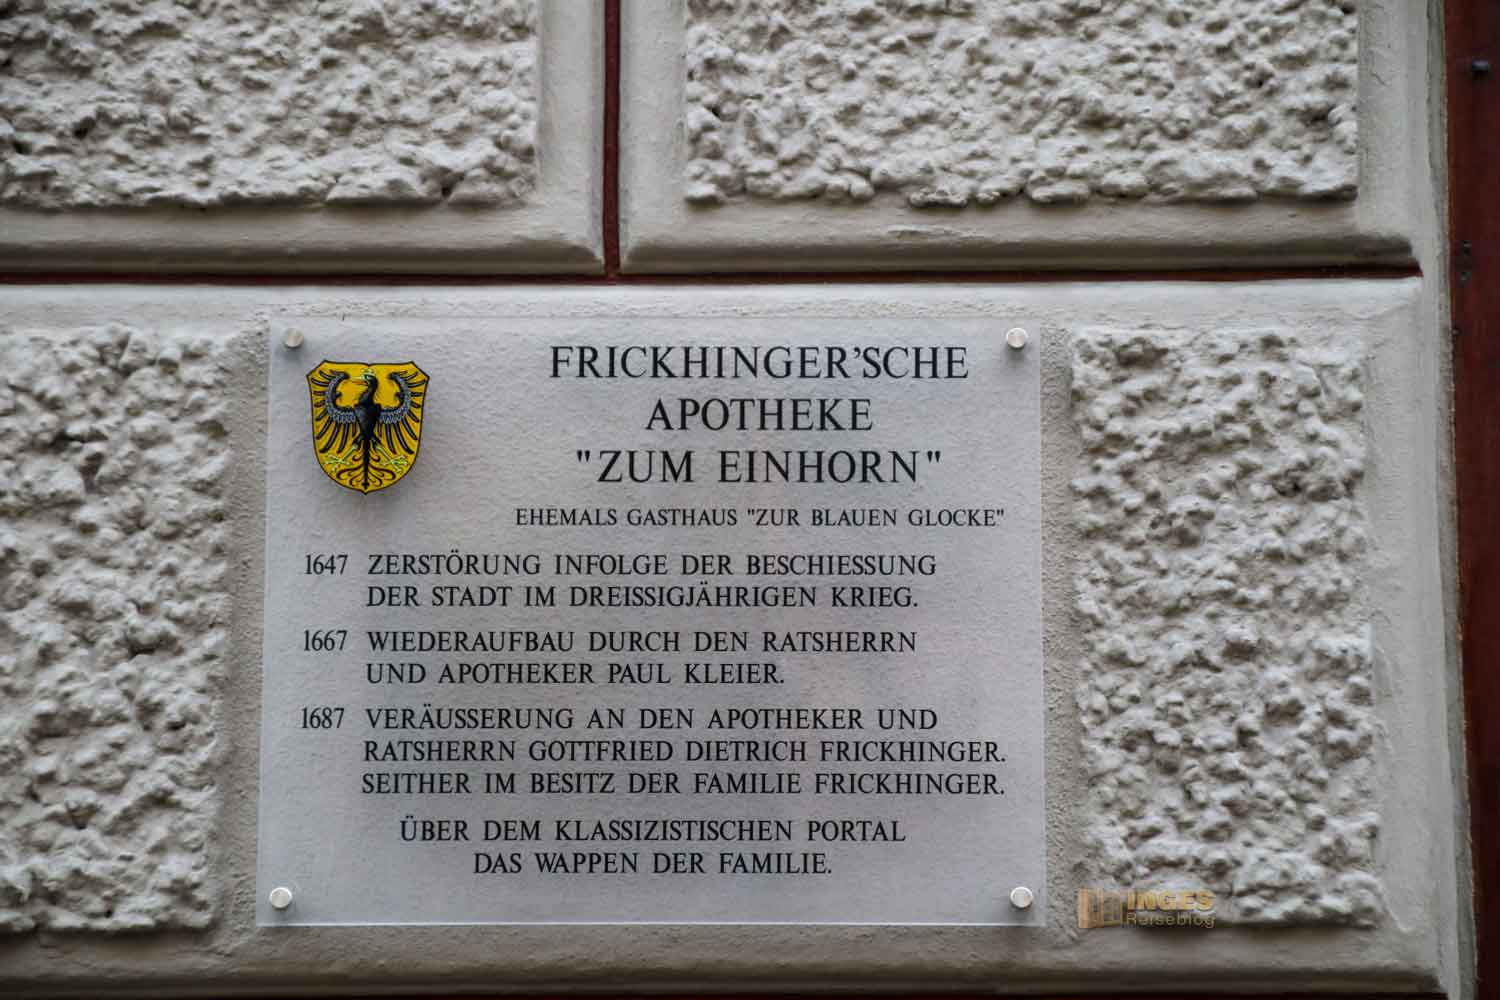 FRICKHINGER’SCHE
APOTHEKE
"ZUM EINHORN"
EHEMALS GASTHAUS "ZUR BLAUEN GLOCKE"
1647 ZERSTÖRUNG INFOLGE DER BESCHIESSUNG
DER STADT IM DREISSIGJÄHRIGEN KRIEG.
1667 WIEDERAUFBAU DURCH DEN RATSHERRN
UND APOTHEKER PAUL KLEIER.
1687 VERÄUSSERUNG AN DEN APOTHEKER UND
RATSHERRN GOTTFRIED DIETRICH FRICKHINGER.
SEITHER IM BESITZ DER FAMILIE FRICKHINGER.
ÜBER DEM KLASSIZISTISCHEN PORTAL
DAS WAPPEN DER FAMILIE.
INGES
Reiseblog